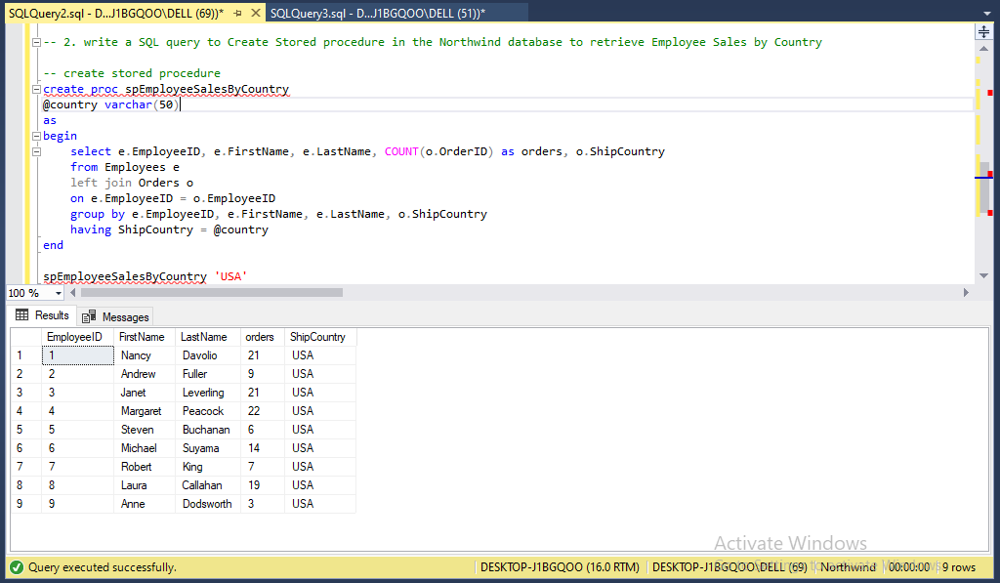 SQLQuery2.sql - D...J1BGQOO\DELL (69))* SQLQuery3.sql - D...J1BGQOO\DELL (51))*
-- 2. write a SQL query to Create Stored procedure in the Northwind database to retrieve Employee Sales by Country
-- create stored procedure
create proc spEmployeeSalesByCountry
@country varchar(50)
as
begin
select e.EmployeeID, e.FirstName, e.LastName, COUNT(o.OrderID) as orders, o.ShipCountry
from Employees e
left join Orders o
on e.EmployeeID = o.EmployeeID
group by e.EmployeeID, e.FirstName, e.LastName, o.ShipCountry
having ShipCountry = @country
end
spEmployeeSalesByCountry 'USA'
100 %
Results Messages
EmployeeID FirstName LastName orders ShipCountry
1 1 Nancy Davolio 21 USA
2 2 Andrew Fuller 9 USA
3 3 Janet Leverling 21 USA
4 4 Margaret Peacock 22 USA
5 5 Steven Buchanan 6 USA
6 6 Michael Suyama 14 USA
7 7 Robert King 7 USA
8 8 Laura Callahan 19 USA
9 9 Anne Dodsworth 3 USA
Activate Windows
Go to Settings to activate Windows.
Query executed successfully. DESKTOP-J1BGQOO (16.0 RTM) DESKTOP-J1BGQOO\DELL (69) Northwind 00:00:00 9 rows